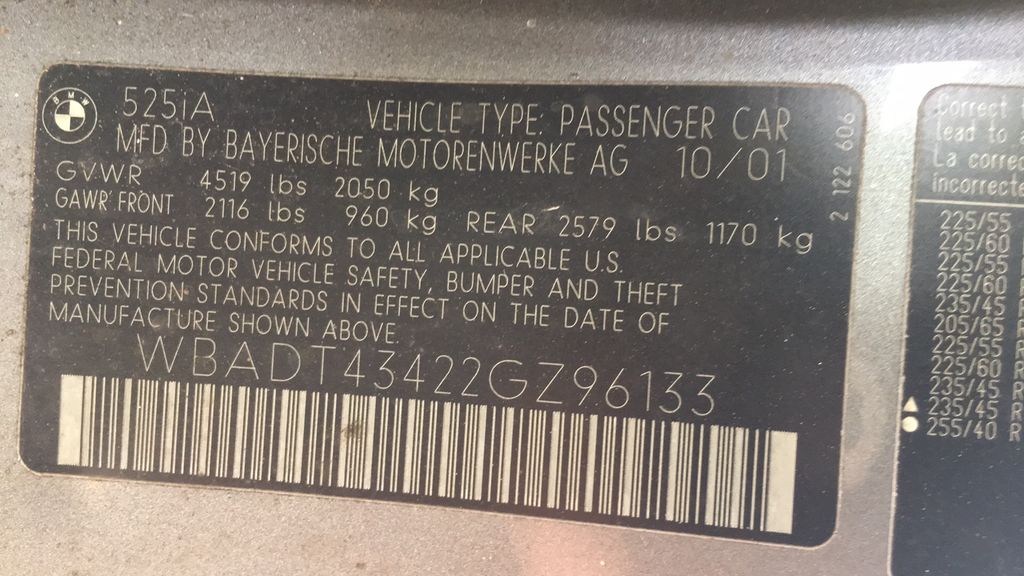 BMW
525iA VEHICLE TYPE: PASSENGER CAR
MFD BY BAYERISCHE MOTORENWERKE AG 10/01
GVWR 4519 lbs 2050 kg
GAWR FRONT 2116 lbs 960 kg REAR 2579 lbs 1170 kg
THIS VEHICLE CONFORMS TO ALL APPLICABLE U.S.
FEDERAL MOTOR VEHICLE SAFETY, BUMPER AND THEFT
PREVENTION STANDARDS IN EFFECT ON THE DATE OF
MANUFACTURE SHOWN ABOVE.
WBADT43422GZ96133
2 122 606
Correct
lead to
La correc
incorrecte
225/55
225/60
225/55
225/60
235/45
205/65
225/55
225/55 R
235/45 R
235/45 R
255/40 R